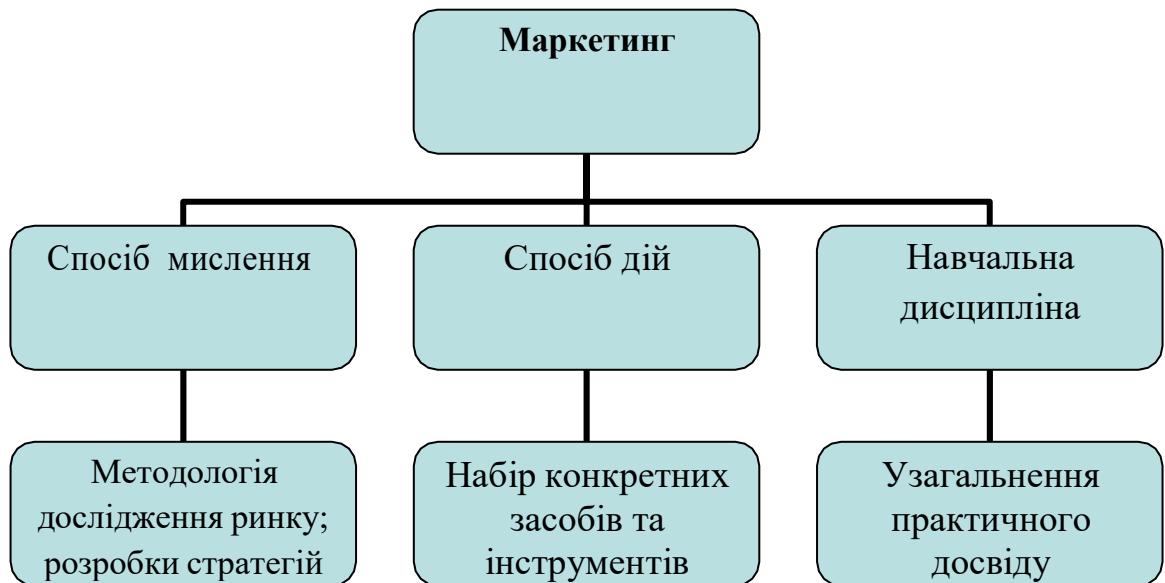 Маркетинг
Спосіб мислення
Спосіб дій
Навчальна
дисципліна
Методологія
дослідження ринку;
розробки стратегій
Набір конкретних
засобів та
інструментів
Узагальнення
практичного
досвіду